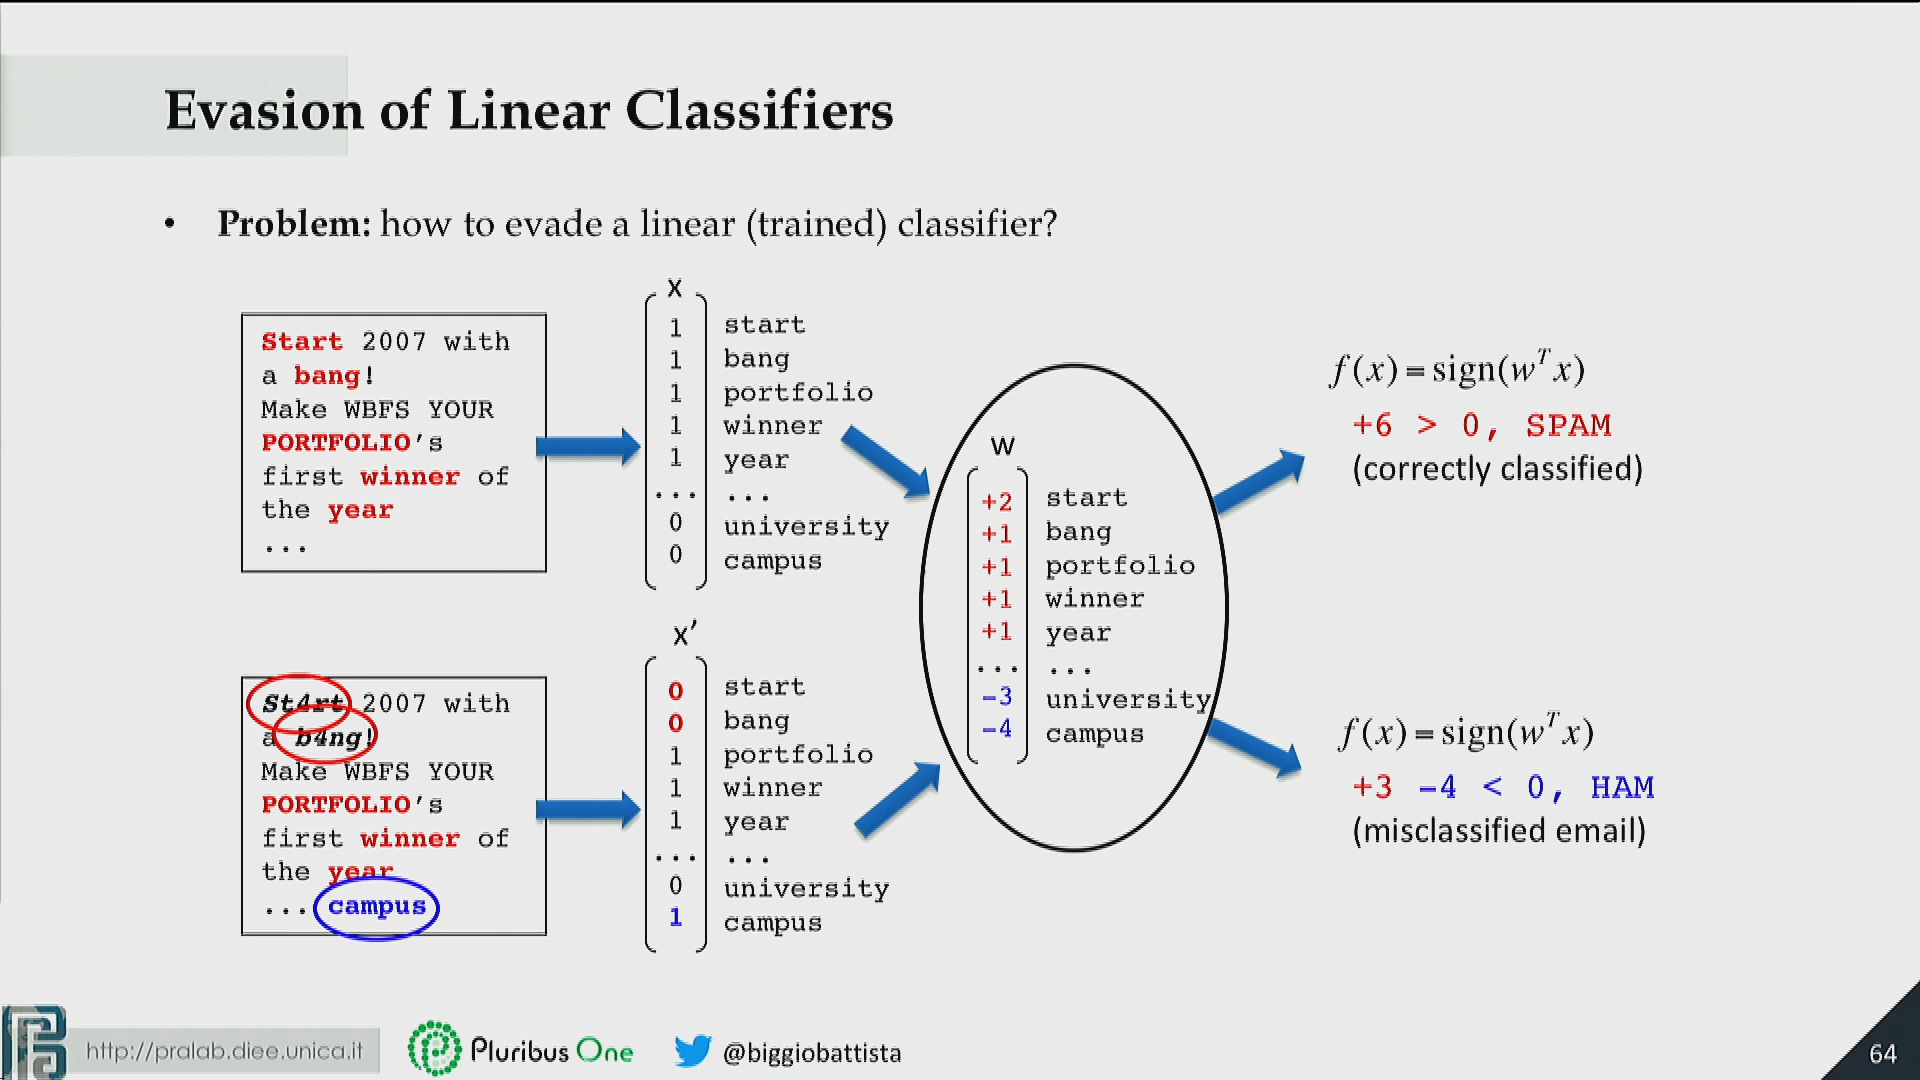 Evasion of Linear Classifiers
• Problem: how to evade a linear (trained) classifier?
Start 2007 with
a bang!
Make WBFS YOUR
PORTFOLIO's
first winner of
the year
...
x
1 start
1 bang
1 portfolio
1 winner
1 year
... ...
0 university
0 campus
St4rt 2007 with
a b4ng!
Make WBFS YOUR
PORTFOLIO's
first winner of
the year
... campus
x'
0 start
0 bang
1 portfolio
1 winner
1 year
... ...
0 university
1 campus
w
+2 start
+1 bang
+1 portfolio
+1 winner
+1 year
... ...
-3 university
-4 campus
f(x)=sign(w^T x)
+6 > 0, SPAM
(correctly classified)
f(x)=sign(w^T x)
+3 -4 < 0, HAM
(misclassified email)
http://pralab.diee.unica.it
Pluribus One
@biggiobattista
64